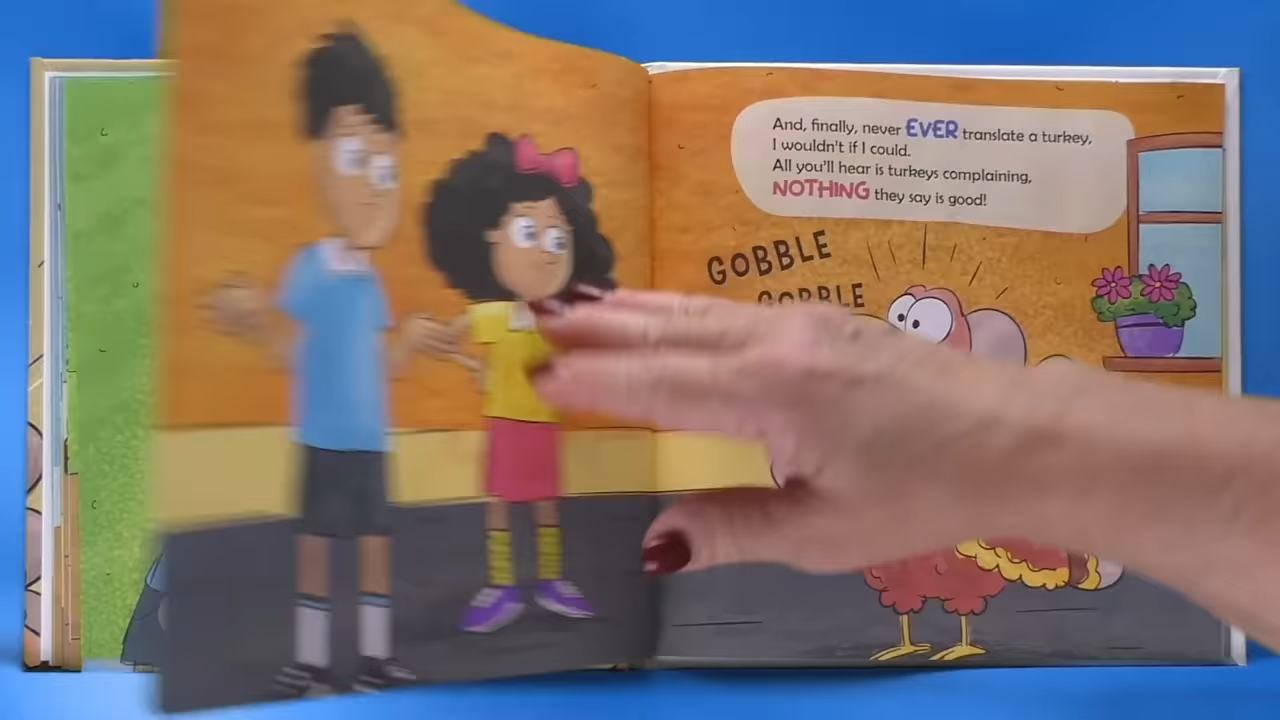 And, finally, never EVER translate a turkey,
I wouldn't if I could.
All you'll hear is turkeys complaining,
NOTHING they say is good!
GOBBLE
GOBBLE